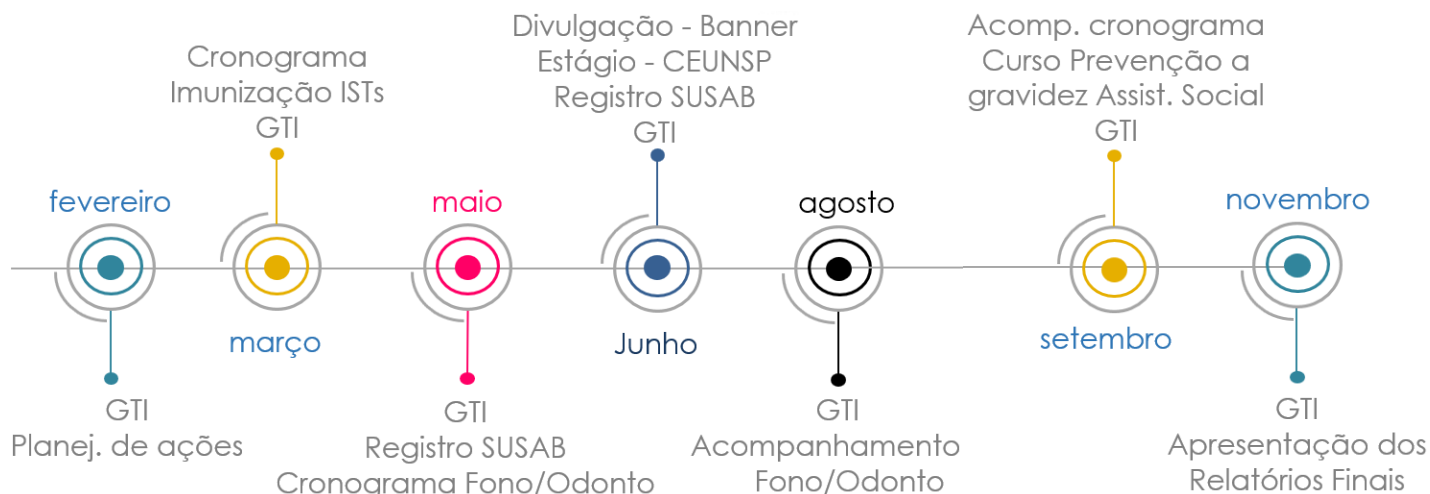 fevereiro
GTI
Planej. de ações
Cronograma
Imunização ISTs
GTI
março
maio
GTI
Registro SUSAB
Cronograma Fono/Odonto
Divulgação - Banner
Estágio - CEUNSP
Registro SUSAB
GTI
Junho
agosto
GTI
Acompanhamento
Fono/Odonto
Acomp. cronograma
Curso Prevenção a
gravidez Assist. Social
GTI
setembro
novembro
GTI
Apresentação dos
Relatórios Finais